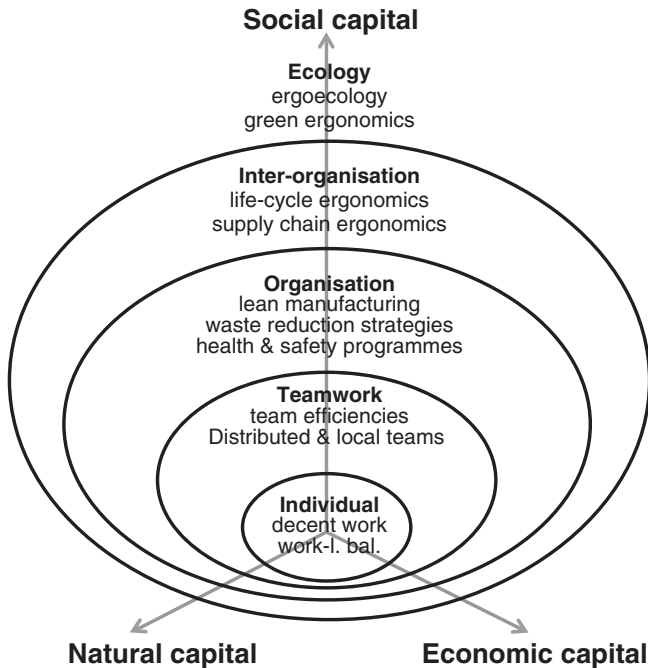 Social capital
Ecology
ergoecology
green ergonomics
Inter-organisation
life-cycle ergonomics
supply chain ergonomics
Organisation
lean manufacturing
waste reduction strategies
health & safety programmes
Teamwork
team efficiencies
Distributed & local teams
Individual
decent work
work-l. bal.
Natural capital
Economic capital